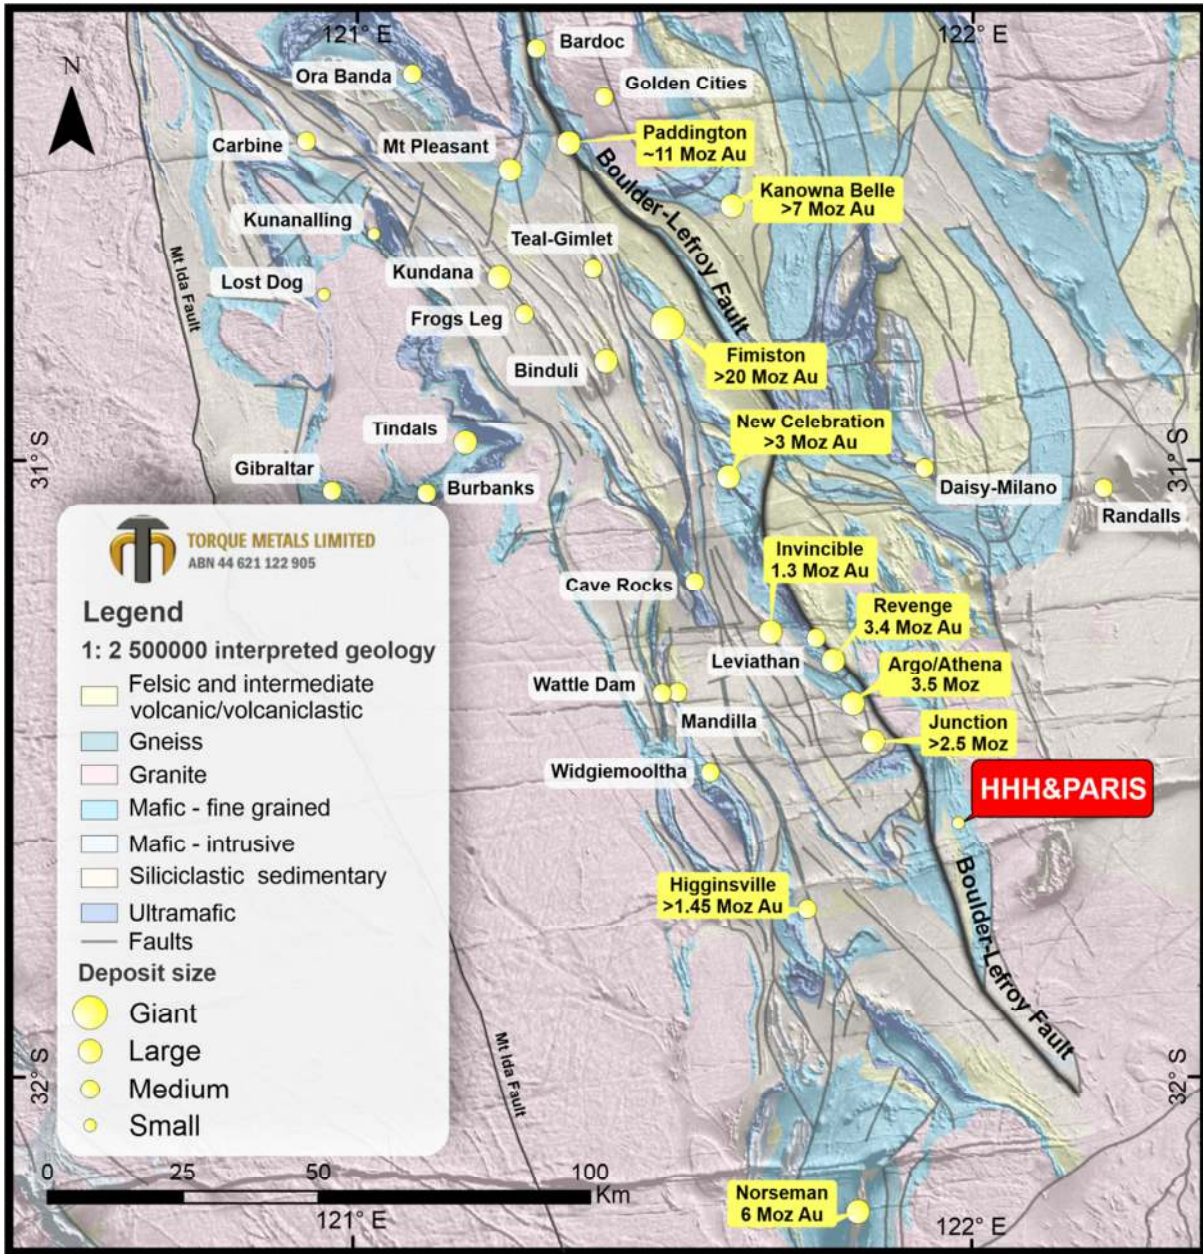 121° E
122° E
N
Bardoc
Ora Banda
Golden Cities
Carbine
Mt Pleasant
Paddington
~11 Moz Au
Boulder-Lefroy Fault
Kanowna Belle
>7 Moz Au
Kunanalling
Teal-Gimlet
Mt Ida Fault
Lost Dog
Kundana
Frogs Leg
Binduli
Fimiston
>20 Moz Au
Tindals
New Celebration
>3 Moz Au
31° S
31° S
Gibraltar
Burbanks
Daisy-Milano
Randalls
TORQUE METALS LIMITED
ABN 44 621 122 905
Legend
1: 2 500000 interpreted geology
Felsic and intermediate
volcanic/volcaniclastic
Gneiss
Granite
Mafic - fine grained
Mafic - intrusive
Siliciclastic sedimentary
Ultramafic
Faults
Deposit size
Giant
Large
Medium
Small
Cave Rocks
Invincible
1.3 Moz Au
Revenge
3.4 Moz Au
Leviathan
Argo/Athena
3.5 Moz
Wattle Dam
Mandilla
Junction
>2.5 Moz
Widgiemooltha
HHH&PARIS
Higginsville
>1.45 Moz Au
Boulder-Lefroy Fault
Mt Ida Fault
32° S
32° S
0
25
50
100
Km
Norseman
6 Moz Au
121° E
122° E